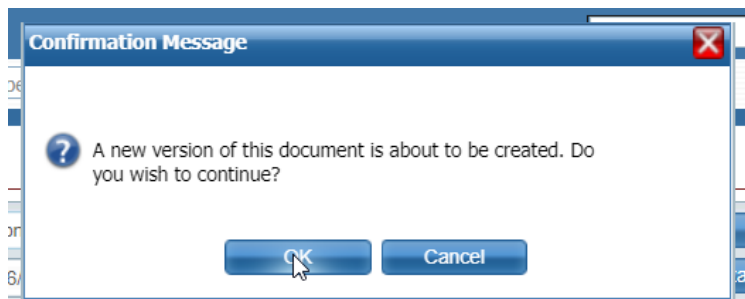 Confirmation Message
A new version of this document is about to be created. Do
you wish to continue?
OK
Cancel